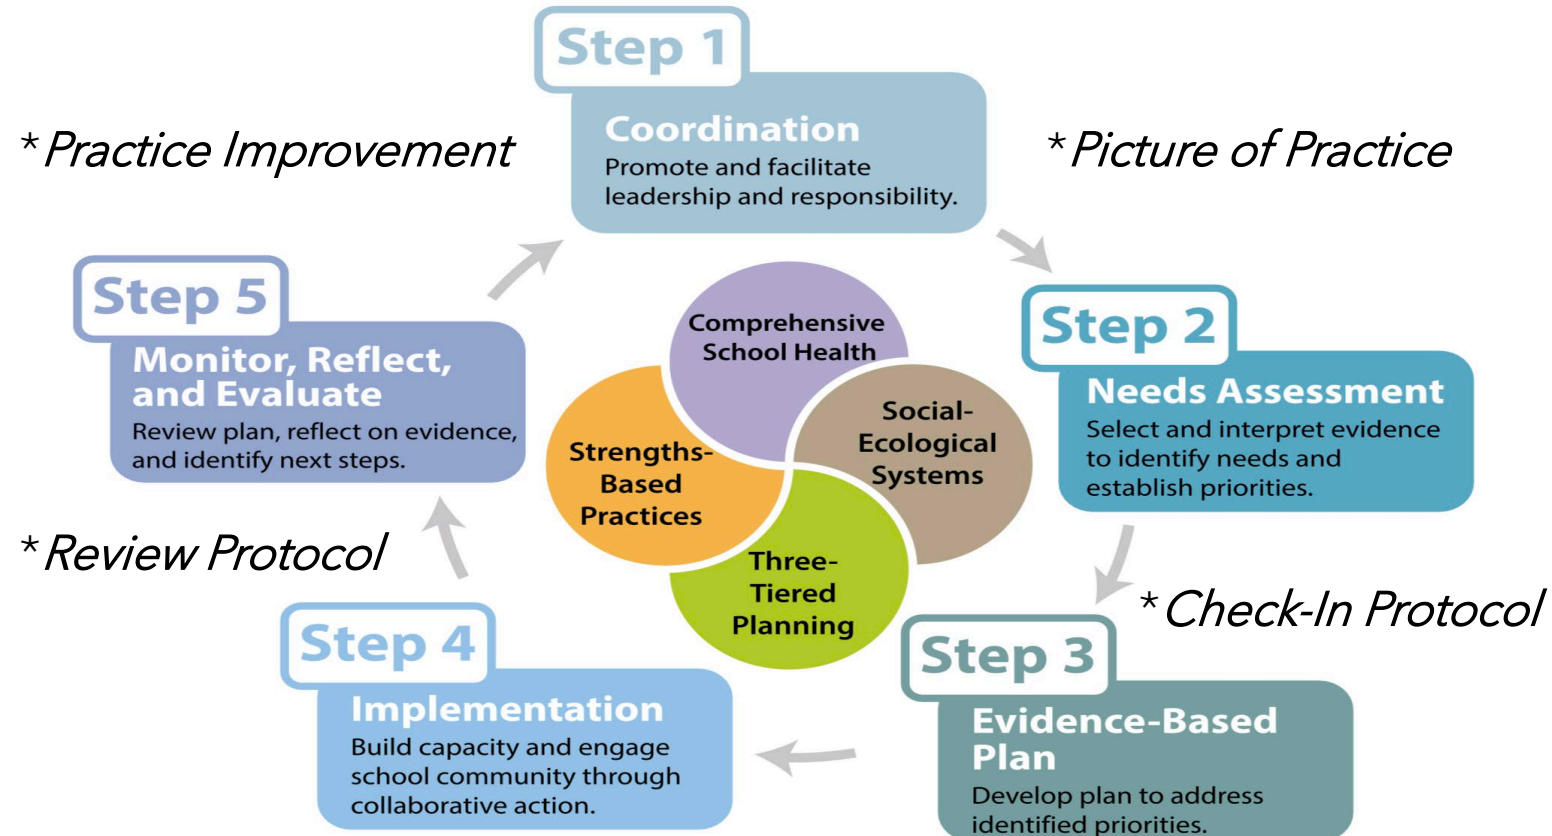 Step 1
Coordination
Promote and facilitate
leadership and responsibility.
*Practice Improvement
*Picture of Practice
Step 2
Needs Assessment
Select and interpret evidence
to identify needs and
establish priorities.
*Check-In Protocol
Step 3
Evidence-Based
Plan
Develop plan to address
identified priorities.
Step 4
Implementation
Build capacity and engage
school community through
collaborative action.
*Review Protocol
Step 5
Monitor, Reflect,
and Evaluate
Review plan, reflect on evidence,
and identify next steps.
Comprehensive
School Health
Social-
Ecological
Systems
Three-
Tiered
Planning
Strengths-
Based
Practices